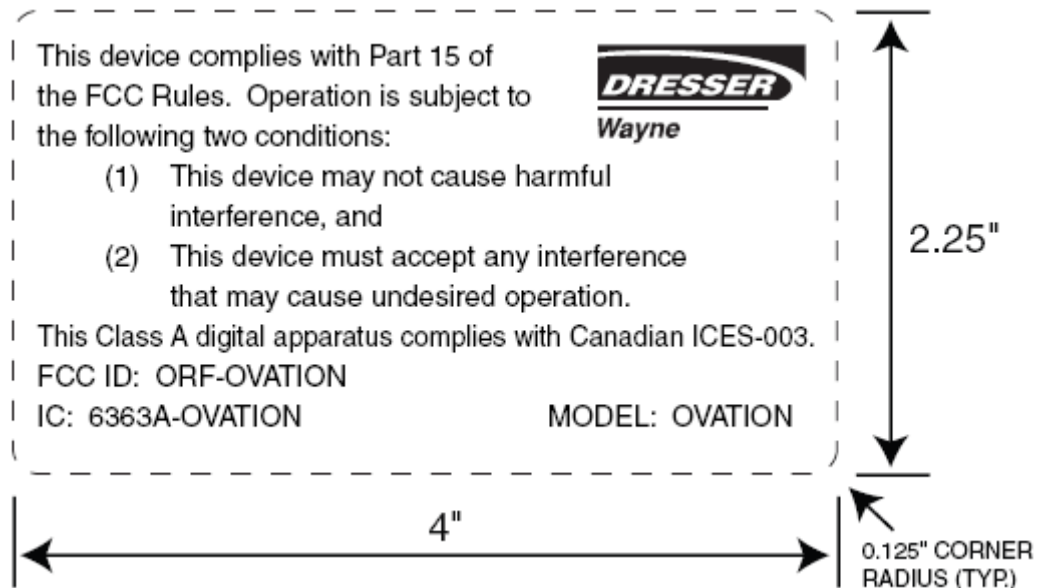 This device complies with Part 15 of
the FCC Rules.  Operation is subject to
the following two conditions:
(1) This device may not cause harmful
interference, and
(2) This device must accept any interference
that may cause undesired operation.
This Class A digital apparatus complies with Canadian ICES-003.
FCC ID:  ORF-OVATION
IC:  6363A-OVATION MODEL:  OVATION
DRESSER
Wayne
2.25"
4"
0.125" CORNER
RADIUS (TYP.)